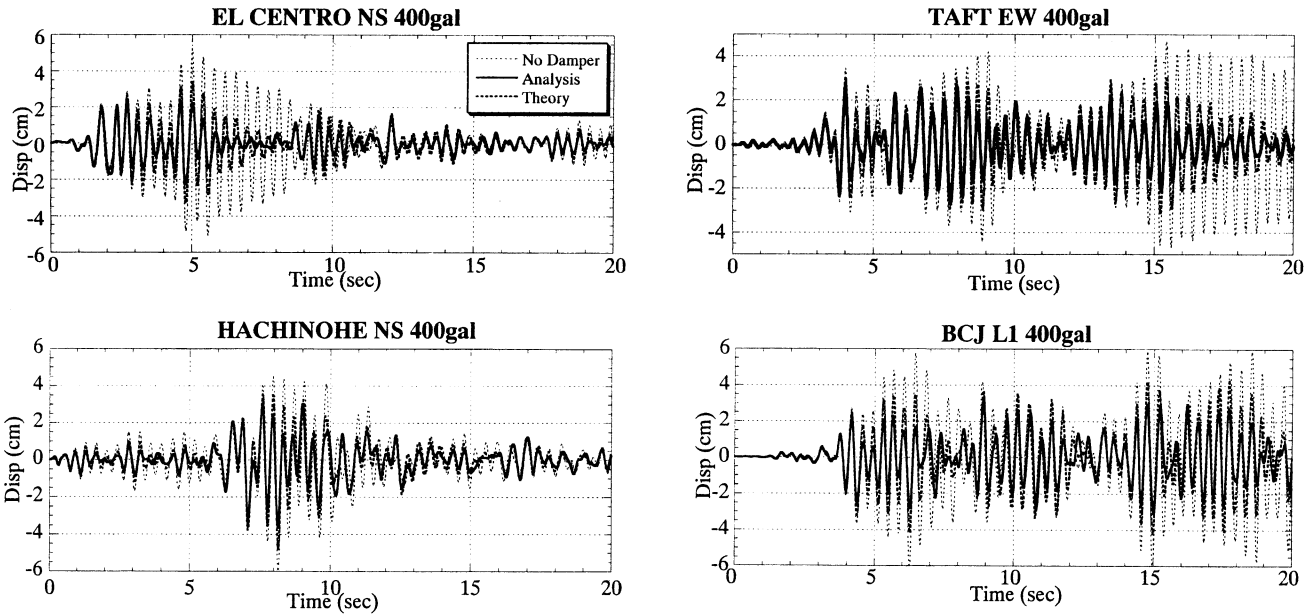 EL CENTRO NS 400gal
6
4
2
0
-2
-4
-6
Disp (cm)
No Damper
Analysis
Theory
0 5 10 15 20
Time (sec)
TAFT EW 400gal
4
2
0
-2
-4
Disp (cm)
0 5 10 15 20
Time (sec)
HACHINOHE NS 400gal
6
4
2
0
-2
-4
-6
Disp (cm)
0 5 10 15 20
Time (sec)
BCJ L1 400gal
6
4
2
0
-2
-4
-6
Disp (cm)
0 5 10 15 20
Time (sec)